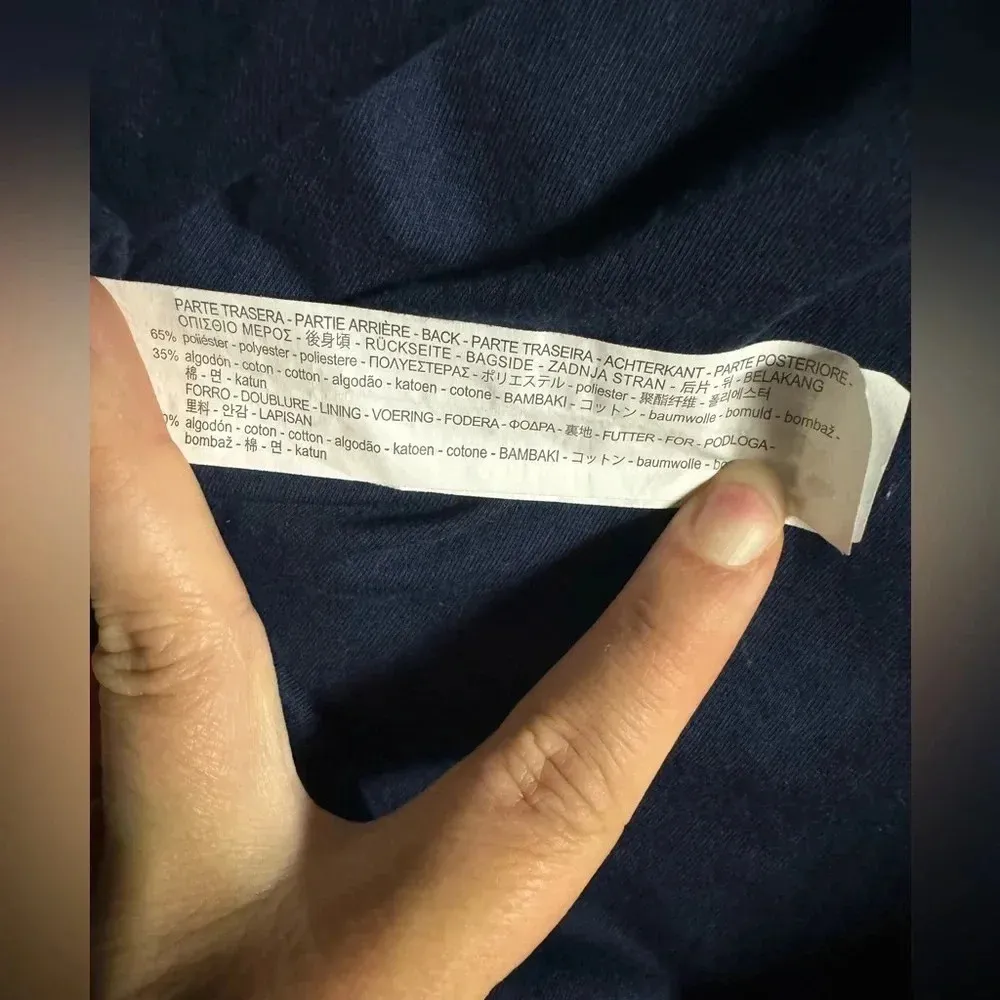 PARTE TRASERA - PARTIE ARRIÈRE - BACK - PARTE TRASEIRA - ACHTERKANT - PARTE POSTERIORE -
ΟΠΙΣΘΙΟ ΜΕΡΟΣ - 後身頃 - RÜCKSEITE - BAGSIDE - ZADNJA STRAN - 后片 - 뒤 - BELAKANG
65% poliéster - polyester - poliestere - ΠΟΛΥΕΣΤΕΡΑΣ - ポリエステル - poliester - 聚酯纤维 - 폴리에스터
35% algodón - coton - cotton - algodão - katoen - cotone - BAMBAKI - コットン - baumwolle - bomuld - bombaž -
棉 - 면 - katun
FORRO - DOUBLURE - LINING - VOERING - FODERA - ΦΟΔΡΑ - 裏地 - FUTTER - FOR - PODLOGA -
里料 - 안감 - LAPISAN
0% algodón - coton - cotton - algodão - katoen - cotone - BAMBAKI - コットン - baumwolle -
bombaž - 棉 - 면 - katun